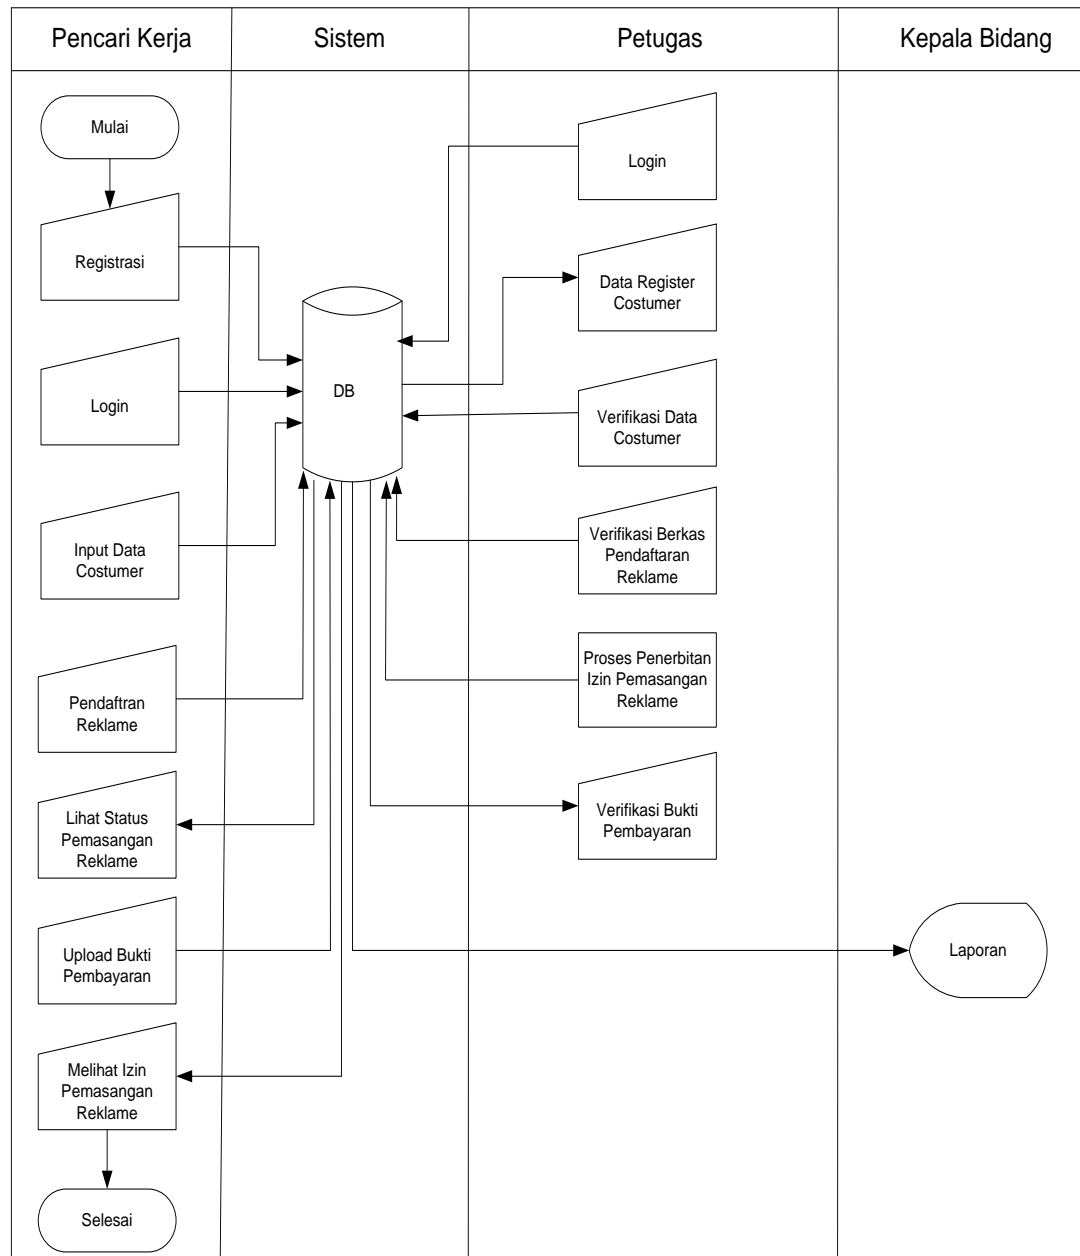 Pencari Kerja
Sistem
Petugas
Kepala Bidang
Mulai
Registrasi
Login
Input Data
Costumer
Pendaftran
Reklame
Lihat Status
Pemasangan
Reklame
Upload Bukti
Pembayaran
Melihat Izin
Pemasangan
Reklame
Selesai
DB
Login
Data Register
Costumer
Verifikasi Data
Costumer
Verifikasi Berkas
Pendaftaran
Reklame
Proses Penerbitan
Izin Pemasangan
Reklame
Verifikasi Bukti
Pembayaran
Laporan